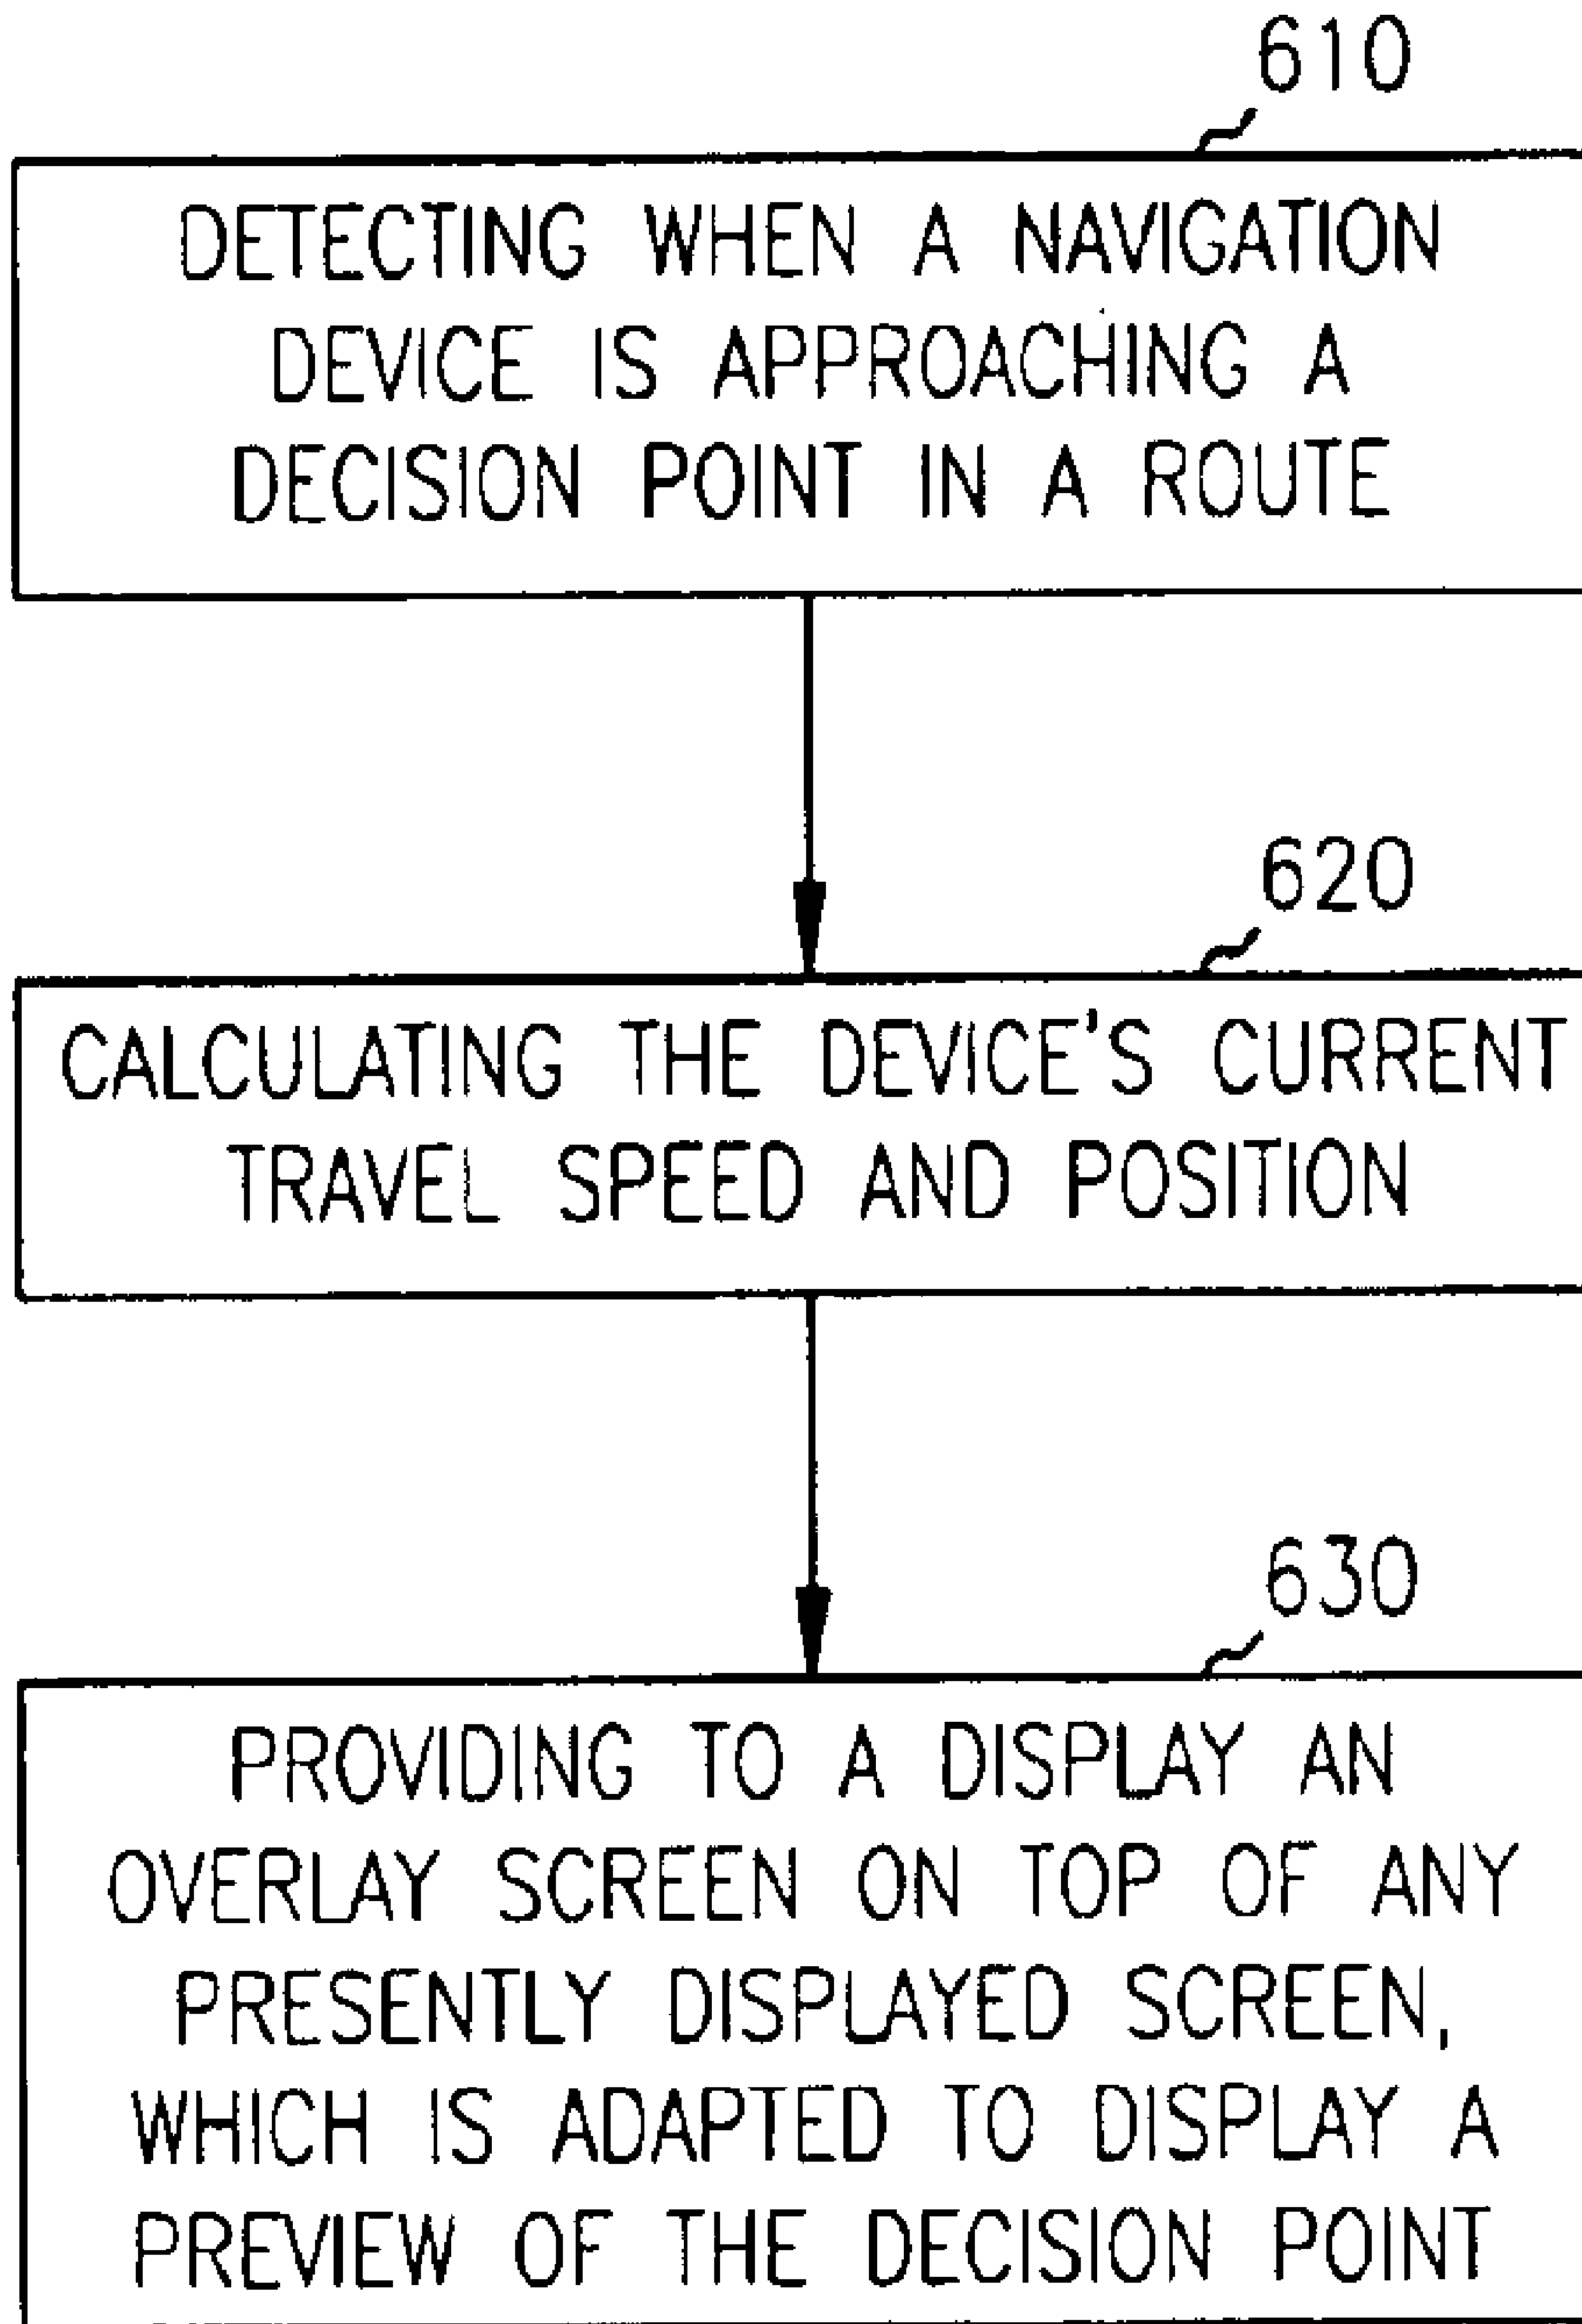 610
DETECTING WHEN A NAVIGATION
DEVICE IS APPROACHING A
DECISION POINT IN A ROUTE
620
CALCULATING THE DEVICE'S CURRENT
TRAVEL SPEED AND POSITION
630
PROVIDING TO A DISPLAY AN
OVERLAY SCREEN ON TOP OF ANY
PRESENTLY DISPLAYED SCREEN,
WHICH IS ADAPTED TO DISPLAY A
PREVIEW OF THE DECISION POINT